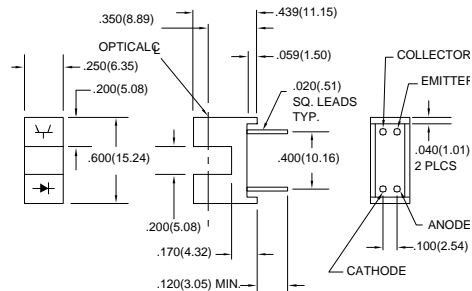 .350(8.89)
.439(11.15)
OPTICAL℄
.059(1.50)
COLLECTOR
EMITTER
.250(6.35)
.200(5.08)
.020(.51)
SQ. LEADS
TYP.
.600(15.24)
.400(10.16)
.040(1.01)
2 PLCS
.200(5.08)
ANODE
.170(4.32)
.100(2.54)
CATHODE
.120(3.05) MIN.